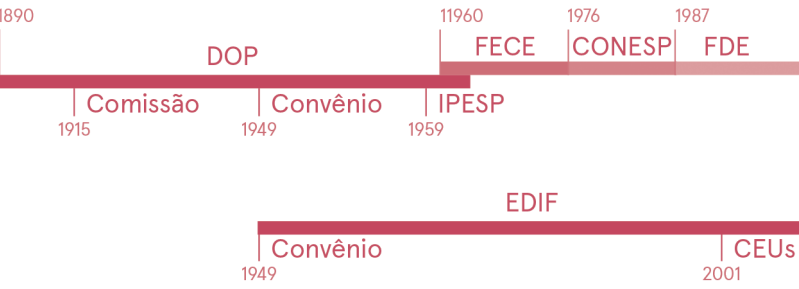 1890 11960 1976 1987
DOP FECE CONESP FDE
Comissão Convênio IPESP
1915 1949 1959
EDIF
Convênio CEUs
1949 2001